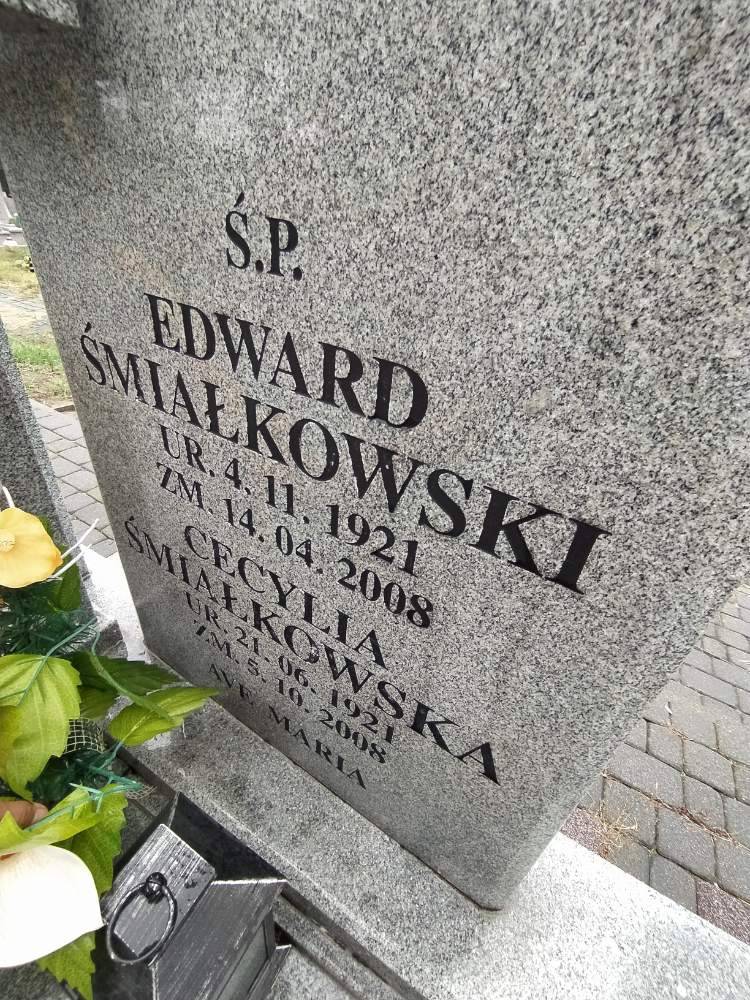 Ś.P.
EDWARD
ŚMIAŁKOWSKI
UR. 4. 11. 1921
ZM. 14. 04. 2008
CECYLIA
ŚMIAŁKOWSKA
UR. 21. 06. 1921
ZM. 5. 10. 2008
AVE MARIA